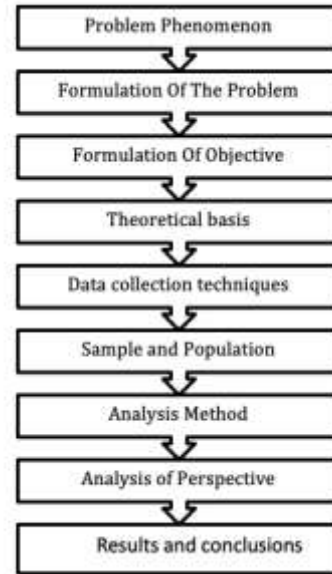 Problem Phenomenon
Formulation Of The Problem
Formulation Of Objective
Theoretical basis
Data collection techniques
Sample and Population
Analysis Method
Analysis of Perspective
Results and conclusions